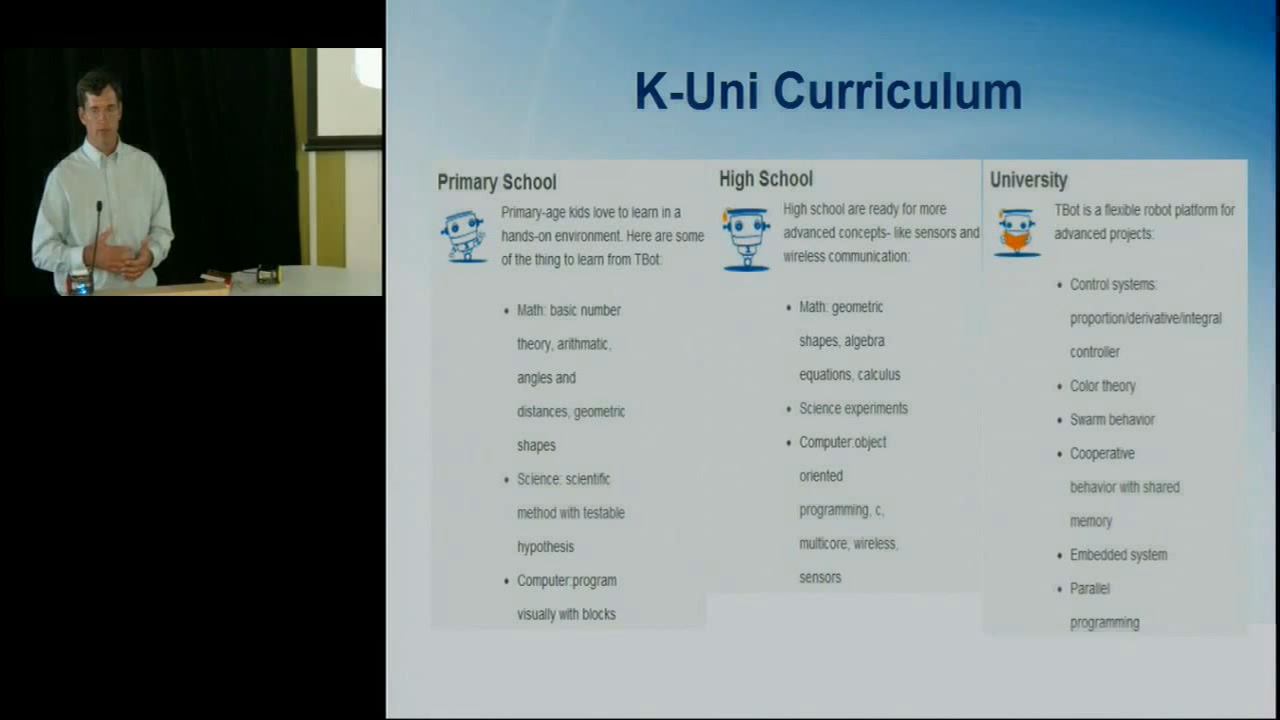 K-Uni Curriculum
Primary School
Primary-age kids love to learn in a
hands-on environment. Here are some
of the thing to learn from TBot:
• Math: basic number
theory, arithmatic,
angles and
distances, geometric
shapes
• Science: scientific
method with testable
hypothesis
• Computer:program
visually with blocks
High School
High school are ready for more
advanced concepts- like sensors and
wireless communication:
• Math: geometric
shapes, algebra
equations, calculus
• Science experiments
• Computer:object
oriented
programming, c,
multicore, wireless,
sensors
University
TBot is a flexible robot platform for
advanced projects:
• Control systems:
proportion/derivative/integral
controller
• Color theory
• Swarm behavior
• Cooperative
behavior with shared
memory
• Embedded system
• Parallel
programming